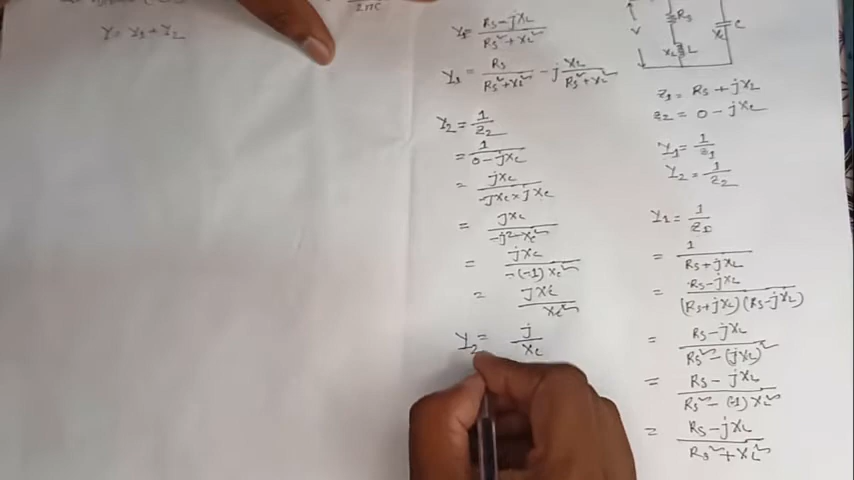 2πC
Y = Y₁ + Y₂
Y₁ = (Rs - jXL) / (Rs² + XL²)
Y₁ = Rs / (Rs² + XL²) - j XL / (Rs² + XL²)
Y₂ = 1 / Z₂
= 1 / (0 - jXc)
= jXc / (-jXc × jXc)
= jXc / (-j² - Xc²)
= jXc / (-(-1) Xc²)
= jXc / Xc²
Y₂ = j / Xc
Rs
V
C
Xc
XL L
Z₁ = Rs + jXL
Z₂ = 0 - jXc
Y₁ = 1 / Z₁
Y₂ = 1 / Z₂
Y₁ = 1 / Z₁
= 1 / (Rs + jXL)
= (Rs - jXL) / ((Rs + jXL) (Rs - jXL))
= (Rs - jXL) / (Rs² - (jXL)²)
= (Rs - jXL) / (Rs² - (-1) XL²)
= (Rs - jXL) / (Rs² + XL²)